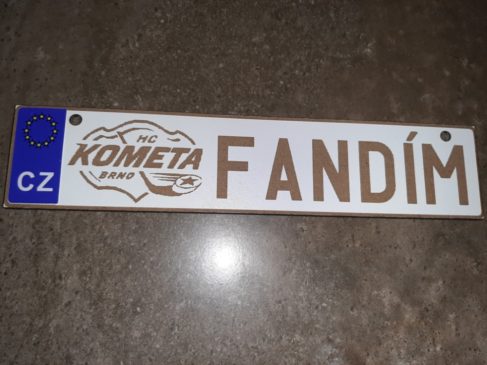 CZ
HC
KOMETA
BRNO
FANDÍM